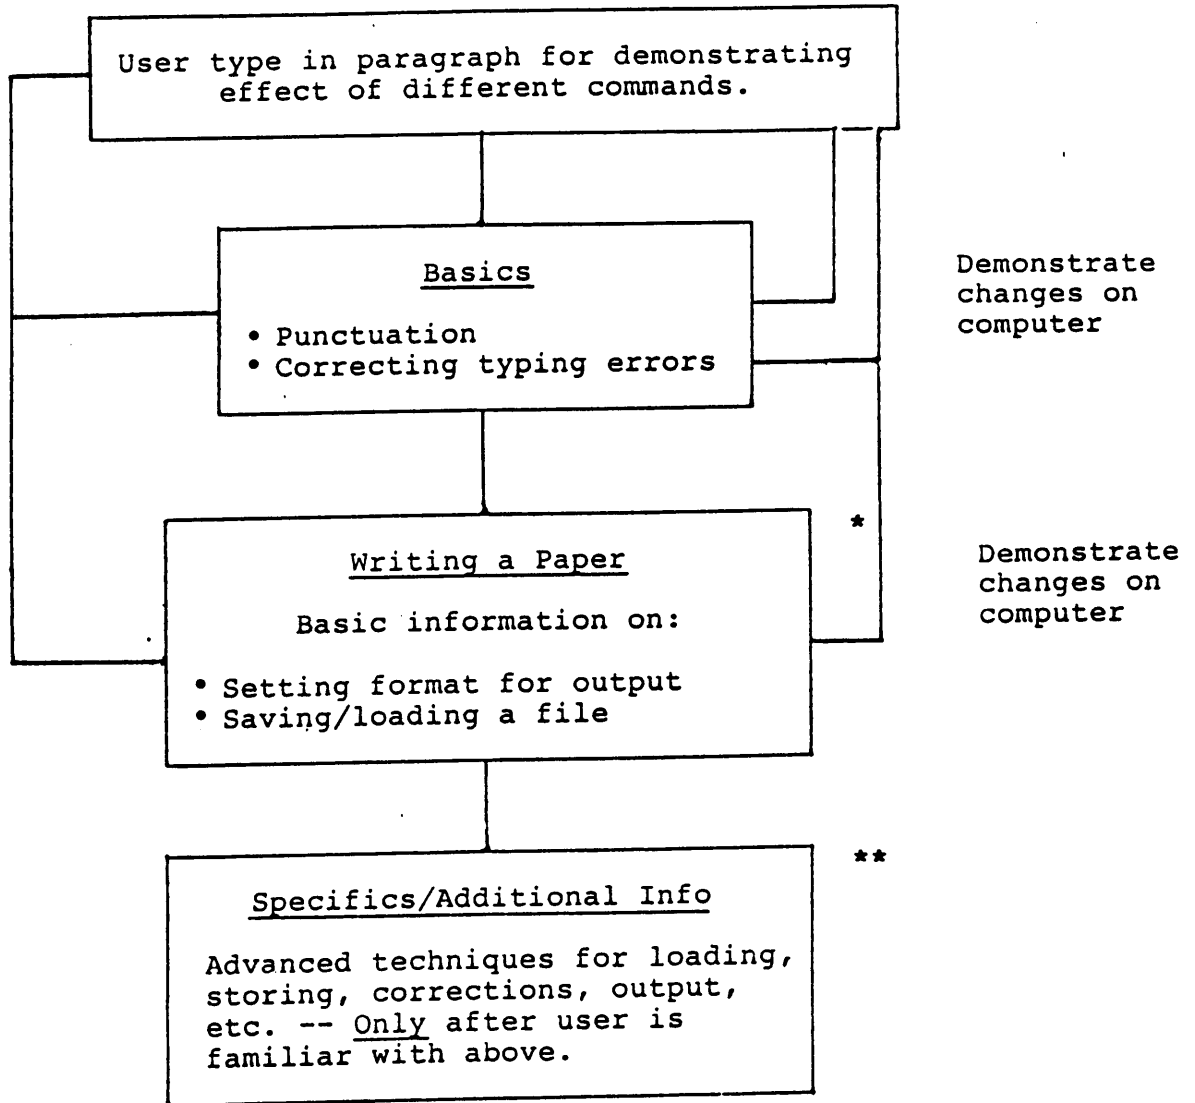 User type in paragraph for demonstrating
effect of different commands.
Basics
• Punctuation
• Correcting typing errors
Demonstrate
changes on
computer
*
Writing a Paper
Basic information on:
• Setting format for output
• Saving/loading a file
Demonstrate
changes on
computer
**
Specifics/Additional Info
Advanced techniques for loading,
storing, corrections, output,
etc. -- Only after user is
familiar with above.